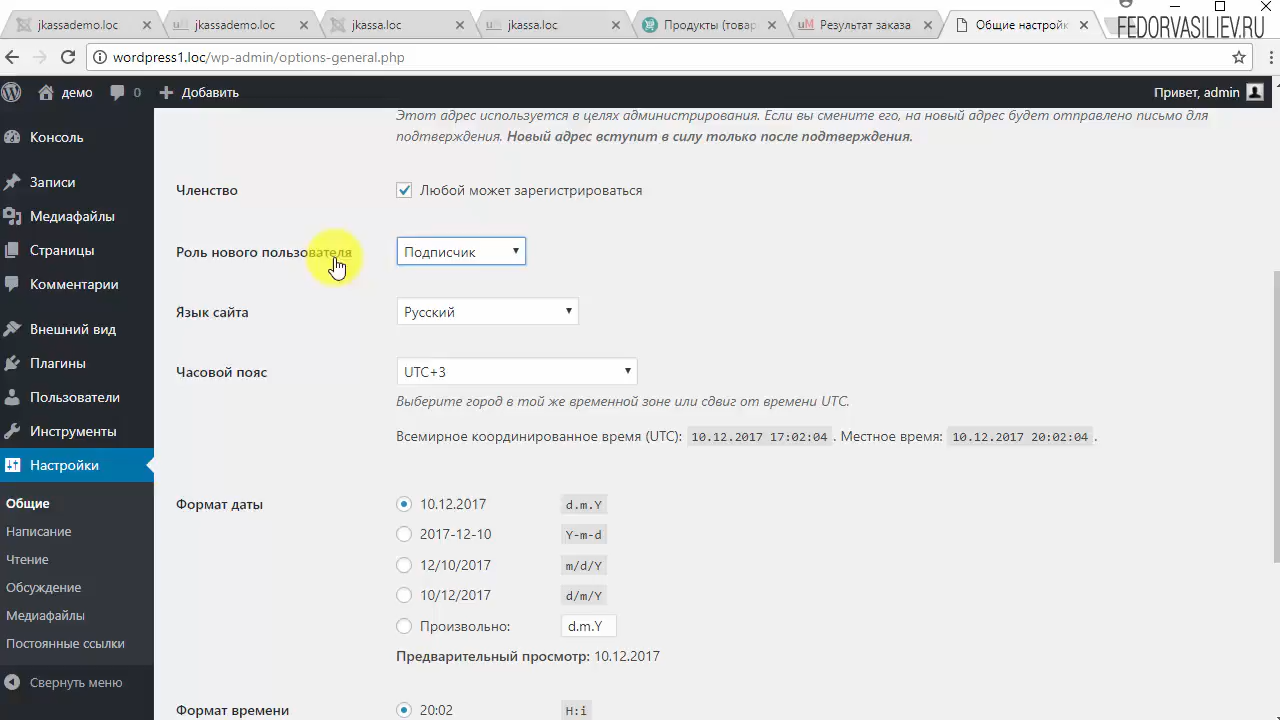 jkassademo.loc
jkassademo.loc
jkassa.loc
jkassa.loc
Продукты (товар
Результат заказа
Общие настройк
FEDORVASILIEV.RU
wordpress1.loc/wp-admin/options-general.php
демо
0
Добавить
Привет, admin
Консоль
Записи
Медиафайлы
Страницы
Комментарии
Внешний вид
Плагины
Пользователи
Инструменты
Настройки
Общие
Написание
Чтение
Обсуждение
Медиафайлы
Постоянные ссылки
Свернуть меню
Этот адрес используется в целях администрирования. Если вы смените его, на новый адрес будет отправлено письмо для
подтверждения. Новый адрес вступит в силу только после подтверждения.
Членство
Любой может зарегистрироваться
Роль нового пользователя
Подписчик
Язык сайта
Русский
Часовой пояс
UTC+3
Выберите город в той же временной зоне или сдвиг от времени UTC.
Всемирное координированное время (UTC): 10.12.2017 17:02:04 . Местное время: 10.12.2017 20:02:04 .
Формат даты
10.12.2017 d.m.Y
2017-12-10 Y-m-d
12/10/2017 m/d/Y
10/12/2017 d/m/Y
Произвольно: d.m.Y
Предварительный просмотр: 10.12.2017
Формат времени
20:02 H:i